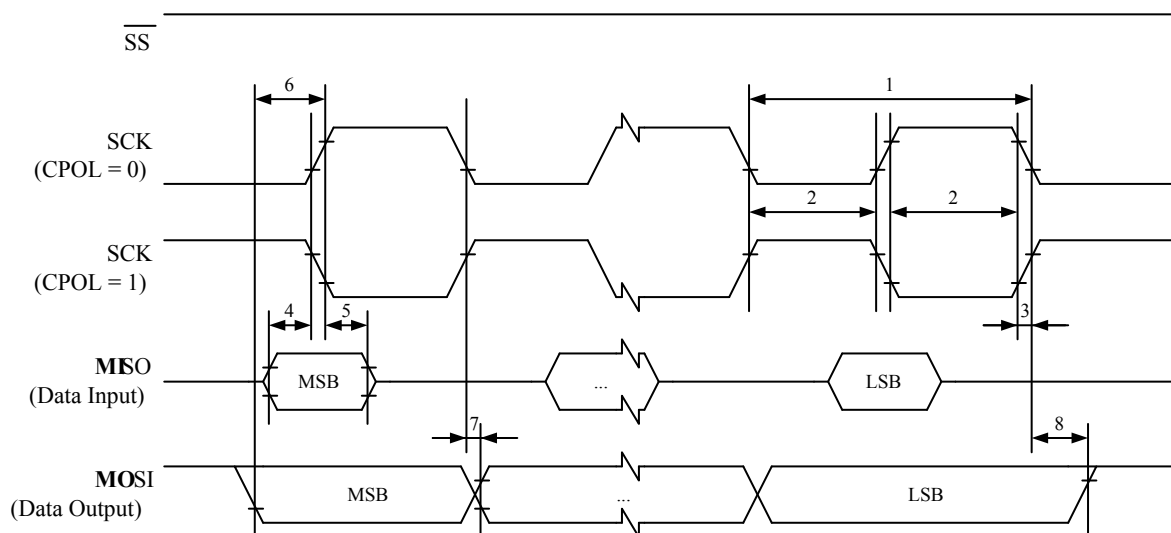 SS
6
1
SCK
(CPOL = 0)
2
2
SCK
(CPOL = 1)
4
5
3
MISO
(Data Input)
MSB
...
LSB
7
8
MOSI
(Data Output)
MSB
...
LSB